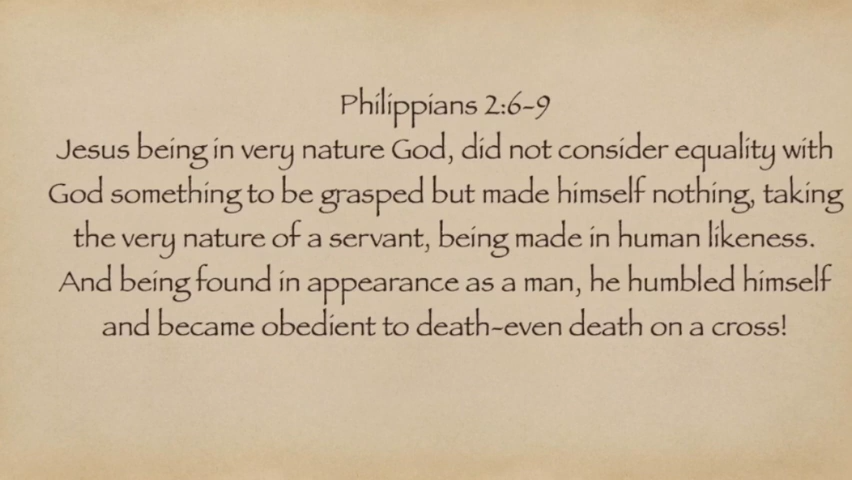 Philippians 2:6-9
Jesus being in very nature God, did not consider equality with
God something to be grasped but made himself nothing, taking
the very nature of a servant, being made in human likeness.
And being found in appearance as a man, he humbled himself
and became obedient to death-even death on a cross!